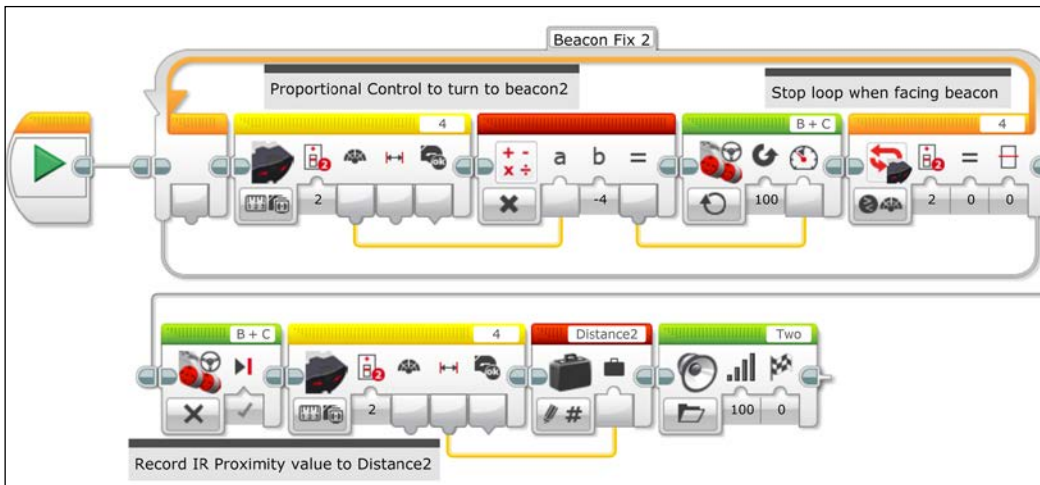 Beacon Fix 2
Proportional Control to turn to beacon2
Stop loop when facing beacon
4
B + C
4
2
a b =
-4
100
2 0 0
B + C
4
Distance2
Two
2
100 0
Record IR Proximity value to Distance2